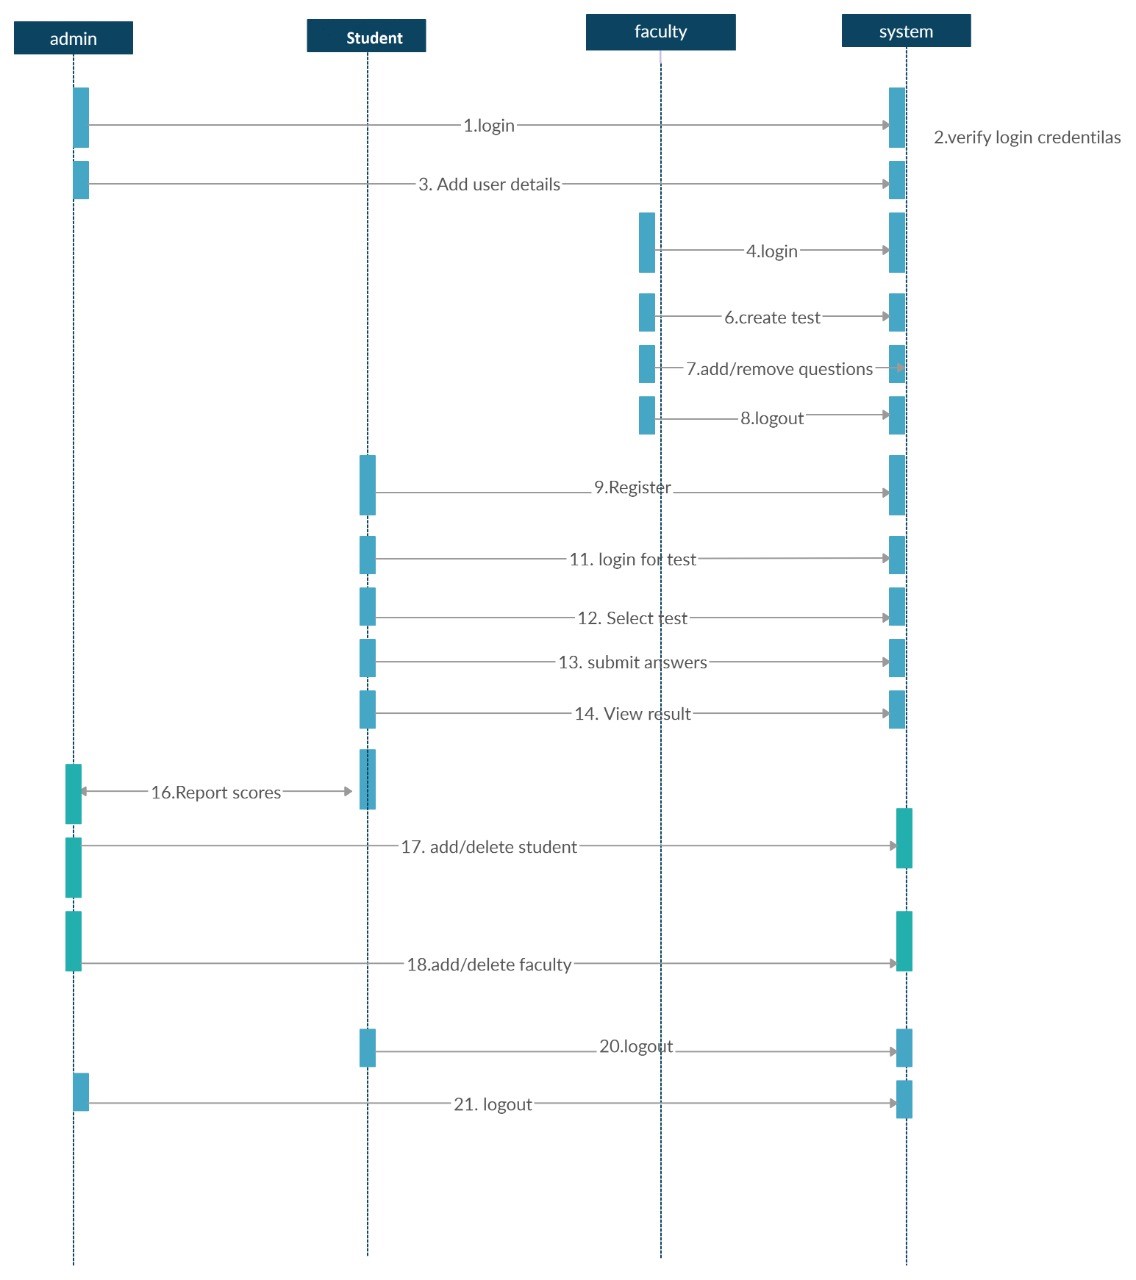 admin
Student
faculty
system
1.login
2.verify login credentilas
3. Add user details
4.login
6.create test
7.add/remove questions
8.logout
9.Register
11. login for test
12. Select test
13. submit answers
14. View result
16.Report scores
17. add/delete student
18.add/delete faculty
20.logout
21. logout